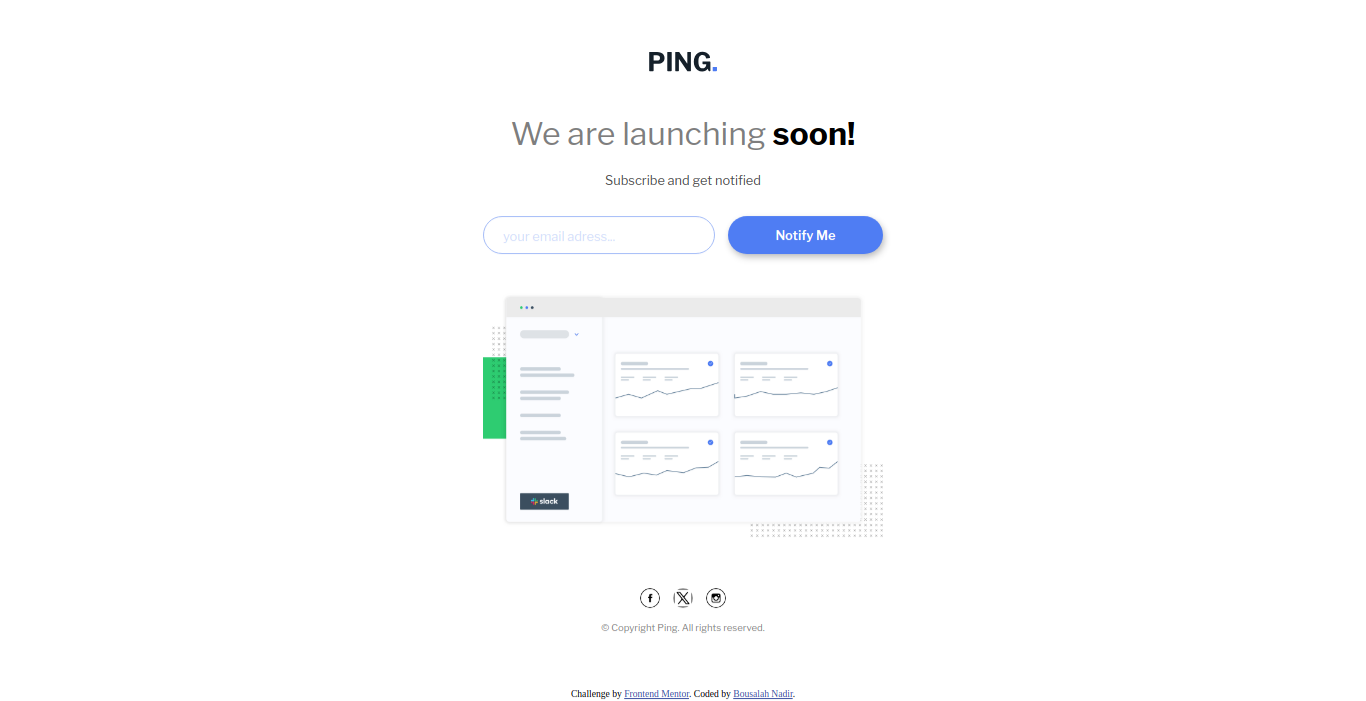 PING.
We are launching soon!
Subscribe and get notified
your email adress...
Notify Me
slack
© Copyright Ping. All rights reserved.
Challenge by Frontend Mentor. Coded by Bousalah Nadir.